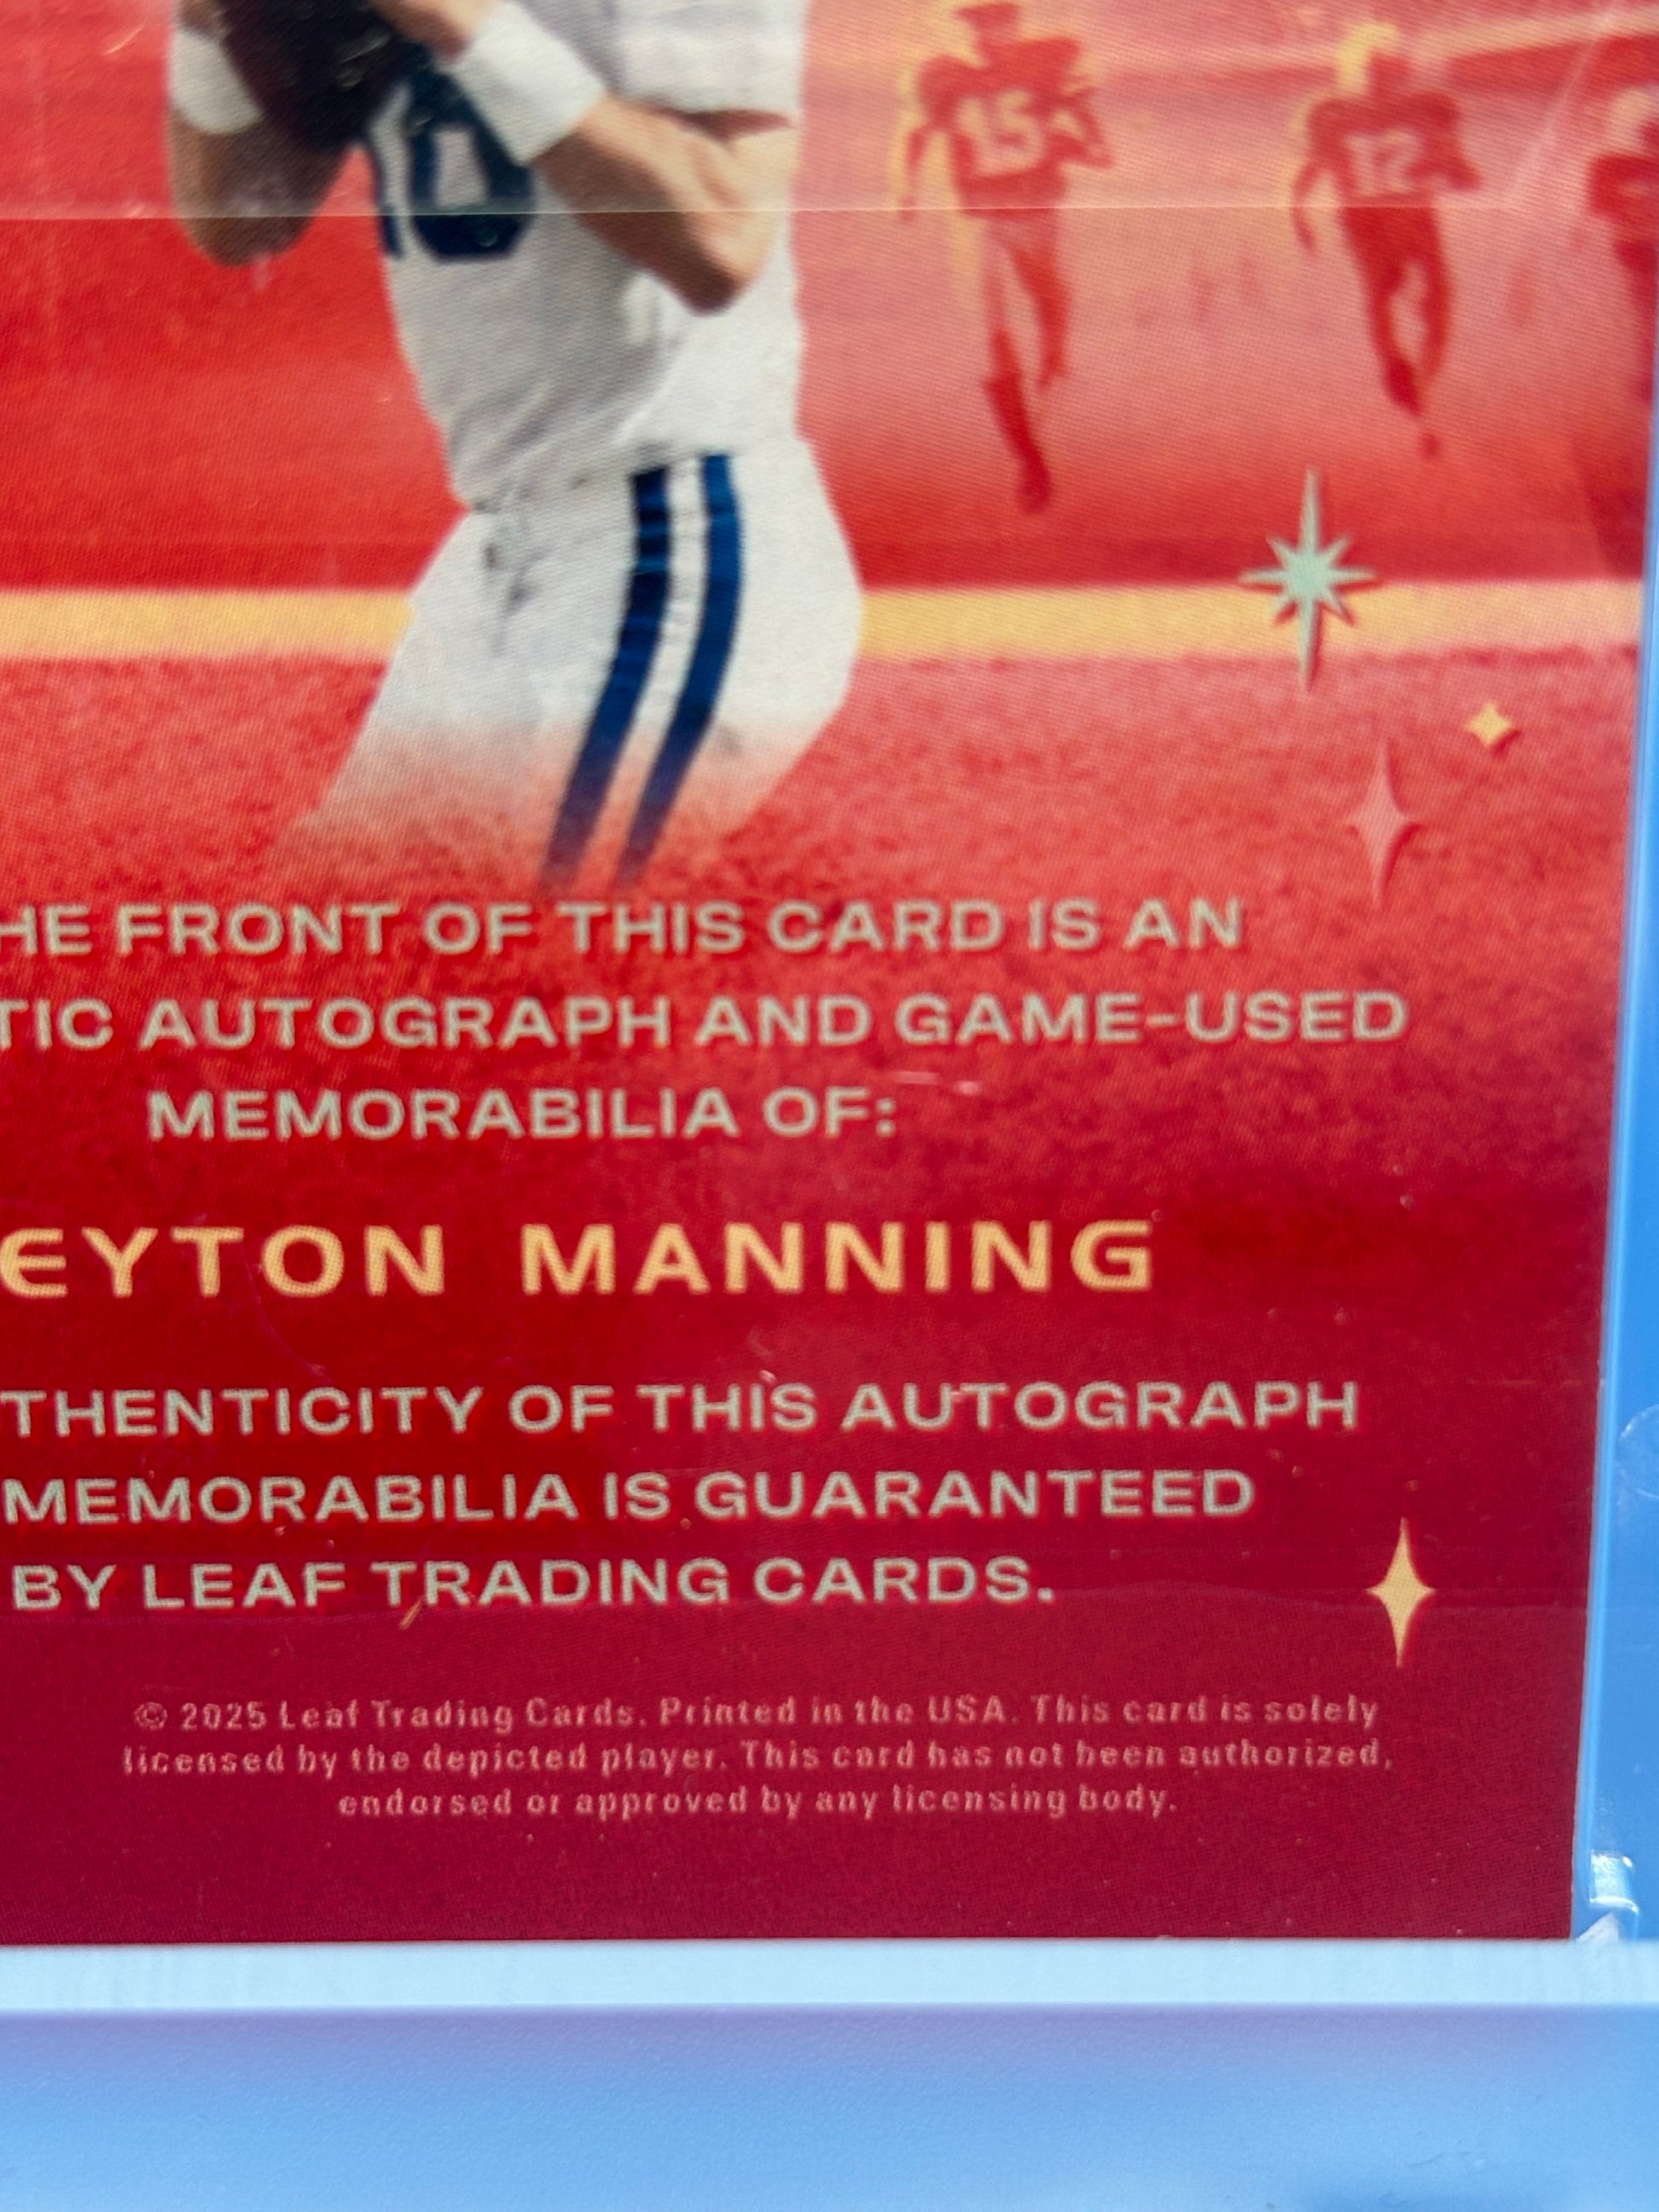 15
12
HE FRONT OF THIS CARD IS AN
TIC AUTOGRAPH AND GAME-USED
MEMORABILIA OF:
EYTON MANNING
THENTICITY OF THIS AUTOGRAPH
MEMORABILIA IS GUARANTEED
BY LEAF TRADING CARDS.
© 2025 Leaf Trading Cards. Printed in the USA. This card is solely
licensed by the depicted player. This card has not been authorized,
endorsed or approved by any licensing body.